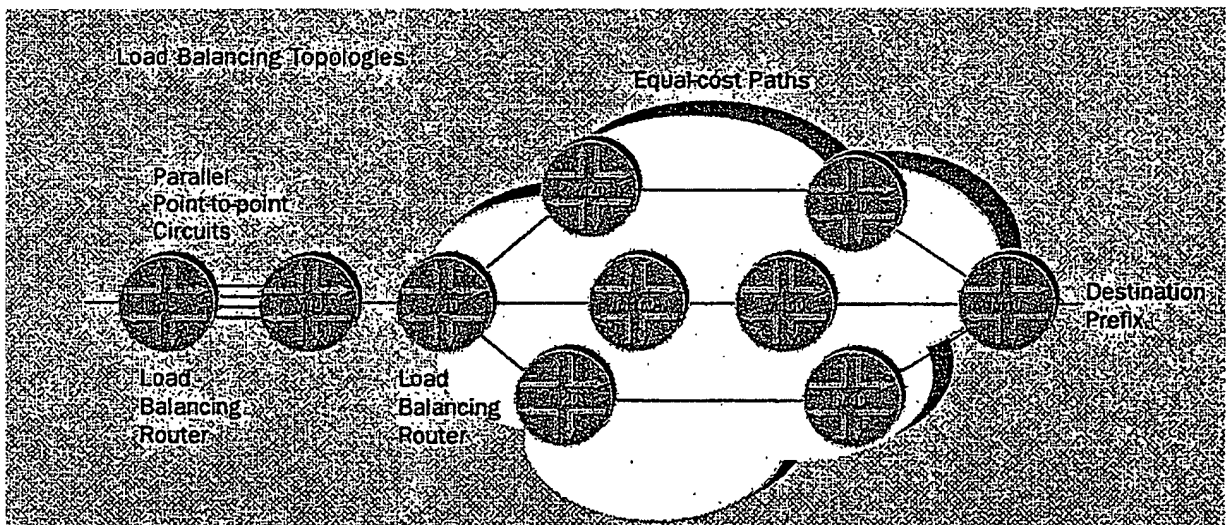 Load Balancing Topologies
Equal-cost Paths
Parallel
Point-to-point
Circuits
Destination
Prefix
Load
Balancing
Router
Load
Balancing
Router